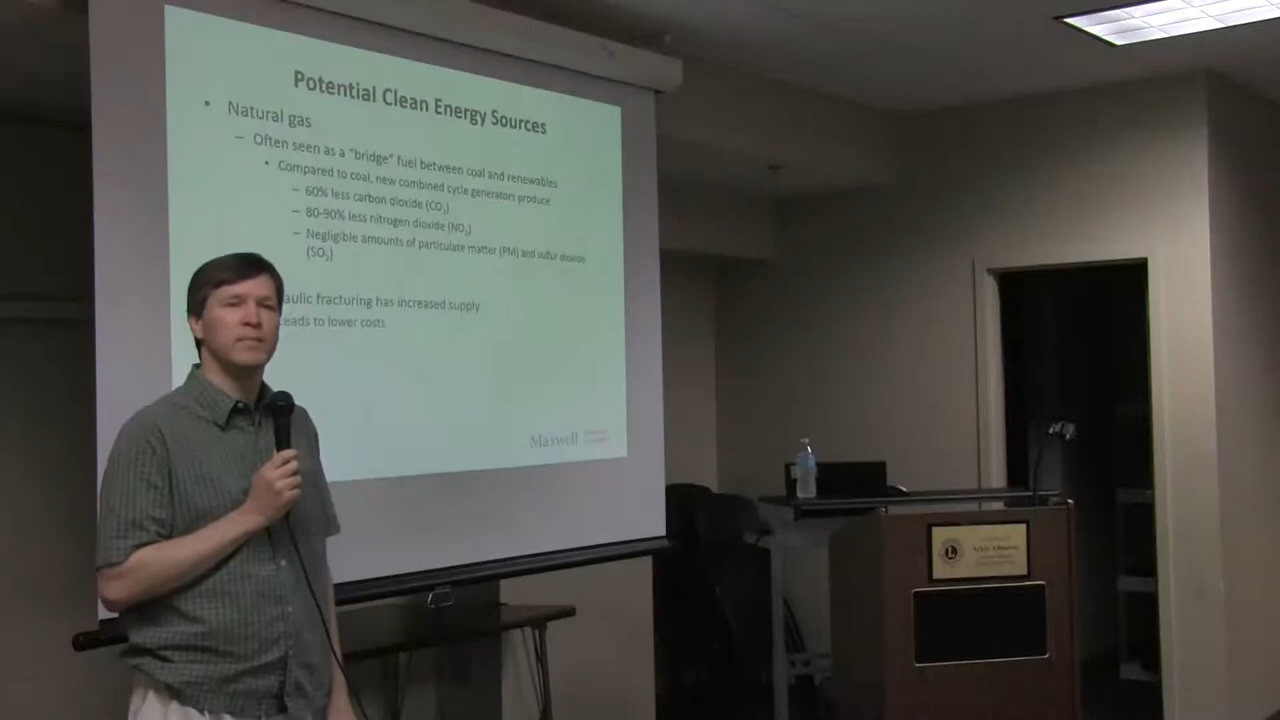 Potential Clean Energy Sources
• Natural gas
– Often seen as a "bridge" fuel between coal and renewables
• Compared to coal, new combined cycle generators produce
– 60% less carbon dioxide (CO2)
– 80-90% less nitrogen dioxide (NO2)
– Negligible amounts of particulate matter (PM) and sulfur dioxide
(SO2)
aulic fracturing has increased supply
Leads to lower costs
Maxwell
L